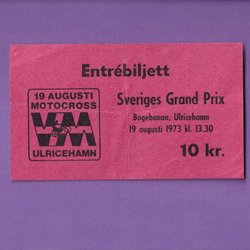 Entrébiljett
19 AUGUSTI
MOTOCROSS
VM
ULRICEHAMN
Sveriges Grand Prix
Bogebanan, Ulricehamn
19 augusti 1973 kl. 13.30
10 kr.